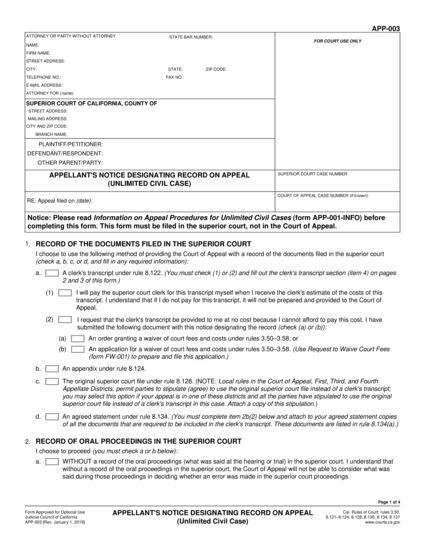 APP-003
ATTORNEY OR PARTY WITHOUT ATTORNEY STATE BAR NUMBER:
FOR COURT USE ONLY
NAME:
FIRM NAME:
STREET ADDRESS:
CITY: STATE: ZIP CODE:
TELEPHONE NO.: FAX NO.:
E-MAIL ADDRESS:
ATTORNEY FOR (name):
SUPERIOR COURT OF CALIFORNIA, COUNTY OF
STREET ADDRESS:
MAILING ADDRESS:
CITY AND ZIP CODE:
BRANCH NAME:
PLAINTIFF/PETITIONER:
DEFENDANT/RESPONDENT:
OTHER PARENT/PARTY:
APPELLANT'S NOTICE DESIGNATING RECORD ON APPEAL
(UNLIMITED CIVIL CASE)
SUPERIOR COURT CASE NUMBER:
RE: Appeal filed on (date):
COURT OF APPEAL CASE NUMBER (if known):
Notice: Please read Information on Appeal Procedures for Unlimited Civil Cases (form APP-001-INFO) before
completing this form. This form must be filed in the superior court, not in the Court of Appeal.
1. RECORD OF THE DOCUMENTS FILED IN THE SUPERIOR COURT
I choose to use the following method of providing the Court of Appeal with a record of the documents filed in the superior court
(check a, b, c, or d, and fill in any required information):
a. A clerk's transcript under rule 8.122. (You must check (1) or (2) and fill out the clerk's transcript section (item 4) on pages
2 and 3 of this form.)
(1) I will pay the superior court clerk for this transcript myself when I receive the clerk's estimate of the costs of this
transcript. I understand that if I do not pay for this transcript, it will not be prepared and provided to the Court of
Appeal.
(2) I request that the clerk's transcript be provided to me at no cost because I cannot afford to pay this cost. I have
submitted the following document with this notice designating the record (check (a) or (b)):
(a) An order granting a waiver of court fees and costs under rules 3.50–3.58; or
(b) An application for a waiver of court fees and costs under rules 3.50–3.58. (Use Request to Waive Court Fees
(form FW-001) to prepare and file this application.)
b. An appendix under rule 8.124.
c. The original superior court file under rule 8.128. (NOTE: Local rules in the Court of Appeal, First, Third, and Fourth
Appellate Districts, permit parties to stipulate (agree) to use the original superior court file instead of a clerk's transcript;
you may select this option if your appeal is in one of these districts and all the parties have stipulated to use the original
superior court file instead of a clerk's transcript in this case. Attach a copy of this stipulation.)
d. An agreed statement under rule 8.134. (You must complete item 2b(2) below and attach to your agreed statement copies
of all the documents that are required to be included in the clerk's transcript. These documents are listed in rule 8.134(a).)
2. RECORD OF ORAL PROCEEDINGS IN THE SUPERIOR COURT
I choose to proceed (you must check a or b below):
a. WITHOUT a record of the oral proceedings (what was said at the hearing or trial) in the superior court. I understand that
without a record of the oral proceedings in the superior court, the Court of Appeal will not be able to consider what was
said during those proceedings in deciding whether an error was made in the superior court proceedings.
Page 1 of 4
Form Approved for Optional Use
Judicial Council of California
APP-003 [Rev. January 1, 2019]
APPELLANT'S NOTICE DESIGNATING RECORD ON APPEAL
(Unlimited Civil Case)
Cal. Rules of Court, rules 3.50,
8.121–8.124, 8.128, 8.130, 8.134, 8.137
www.courts.ca.gov